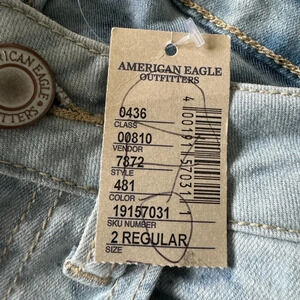 AMERICAN EAGLE
OUTFITTERS
0436
CLASS
00810
VENDOR
7872
STYLE
481
COLOR
19157031
SKU NUMBER
2 REGULAR
SIZE
4 00191 57031 1
AMERICAN EAGLE